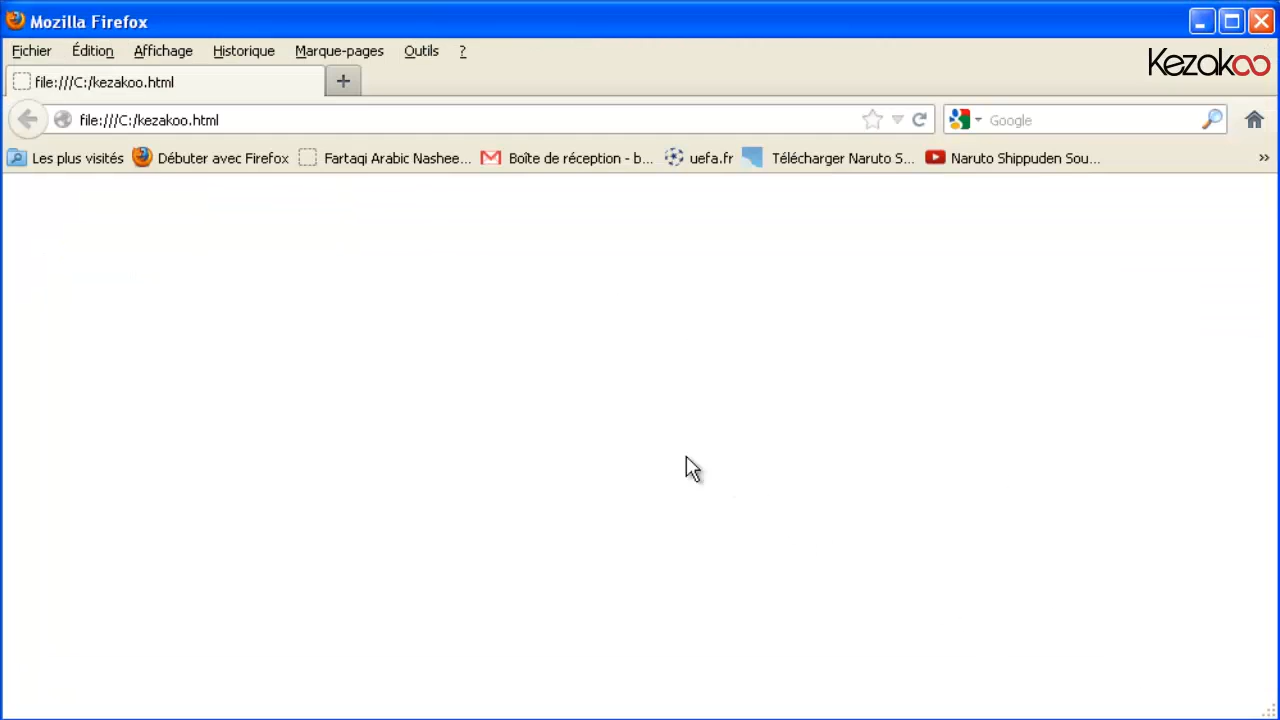 Mozilla Firefox
Fichier Édition Affichage Historique Marque-pages Outils ?
Kezakoo
file:///C:/kezakoo.html
file:///C:/kezakoo.html Google
Les plus visités Débuter avec Firefox Fartaqi Arabic Nashee... Boîte de réception - b... uefa.fr Télécharger Naruto S... Naruto Shippuden Sou... »